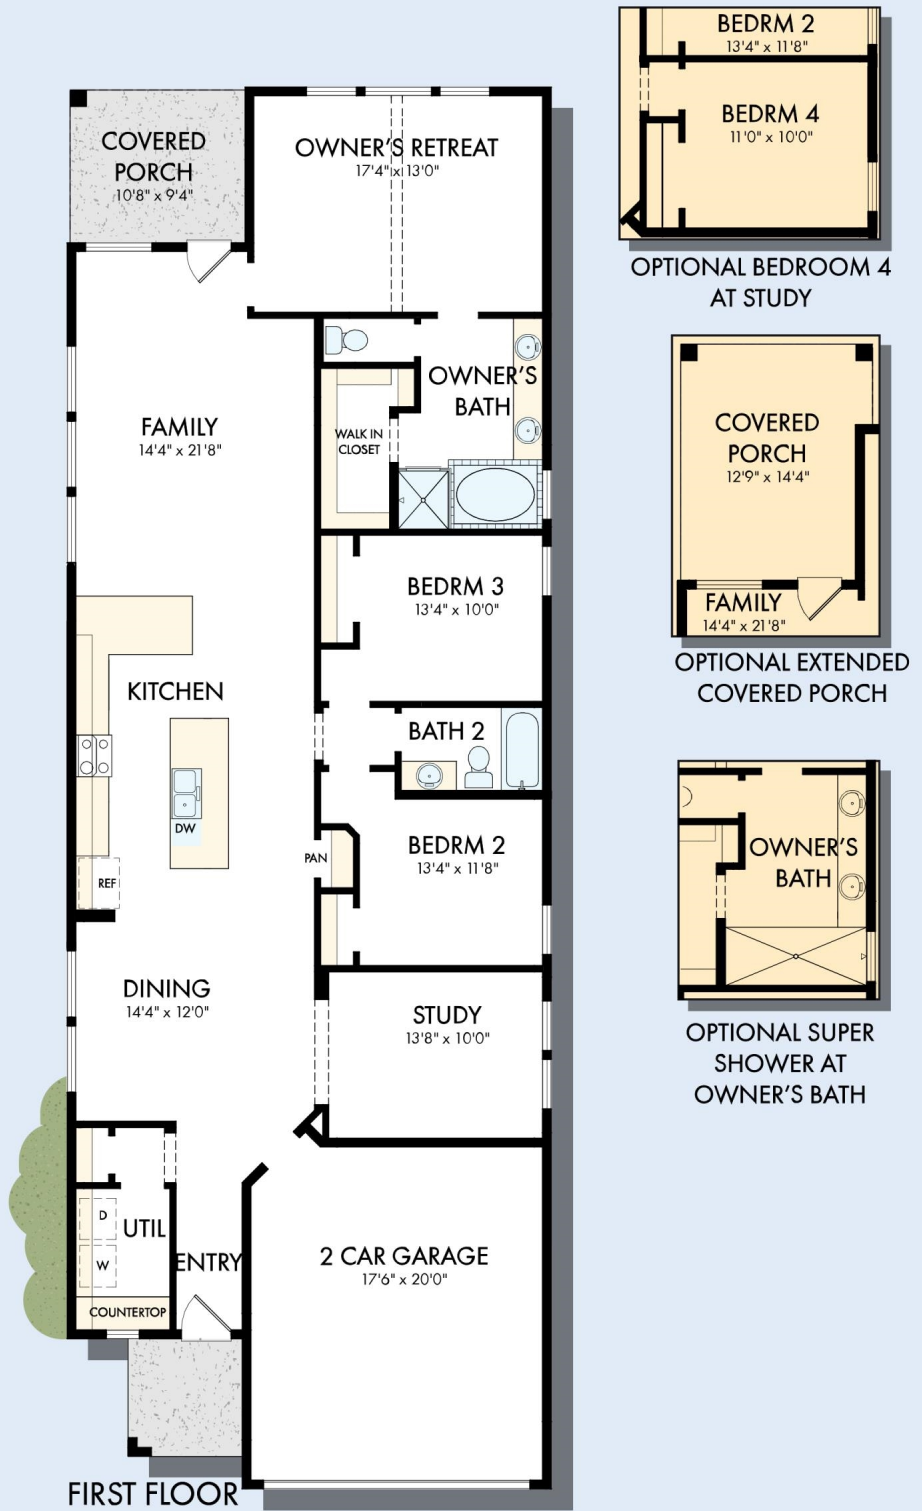 COVERED
PORCH
10'8" x 9'4"
OWNER'S RETREAT
17'4" x 13'0"
FAMILY
14'4" x 21'8"
OWNER'S
BATH
WALK IN
CLOSET
BEDRM 3
13'4" x 10'0"
KITCHEN
BATH 2
DW
PAN
BEDRM 2
13'4" x 11'8"
REF
DINING
14'4" x 12'0"
STUDY
13'8" x 10'0"
D
UTIL
W
ENTRY
COUNTERTOP
2 CAR GARAGE
17'6" x 20'0"
FIRST FLOOR
BEDRM 2
13'4" x 11'8"
BEDRM 4
11'0" x 10'0"
OPTIONAL BEDROOM 4
AT STUDY
COVERED
PORCH
12'9" x 14'4"
FAMILY
14'4" x 21'8"
OPTIONAL EXTENDED
COVERED PORCH
OWNER'S
BATH
OPTIONAL SUPER
SHOWER AT
OWNER'S BATH